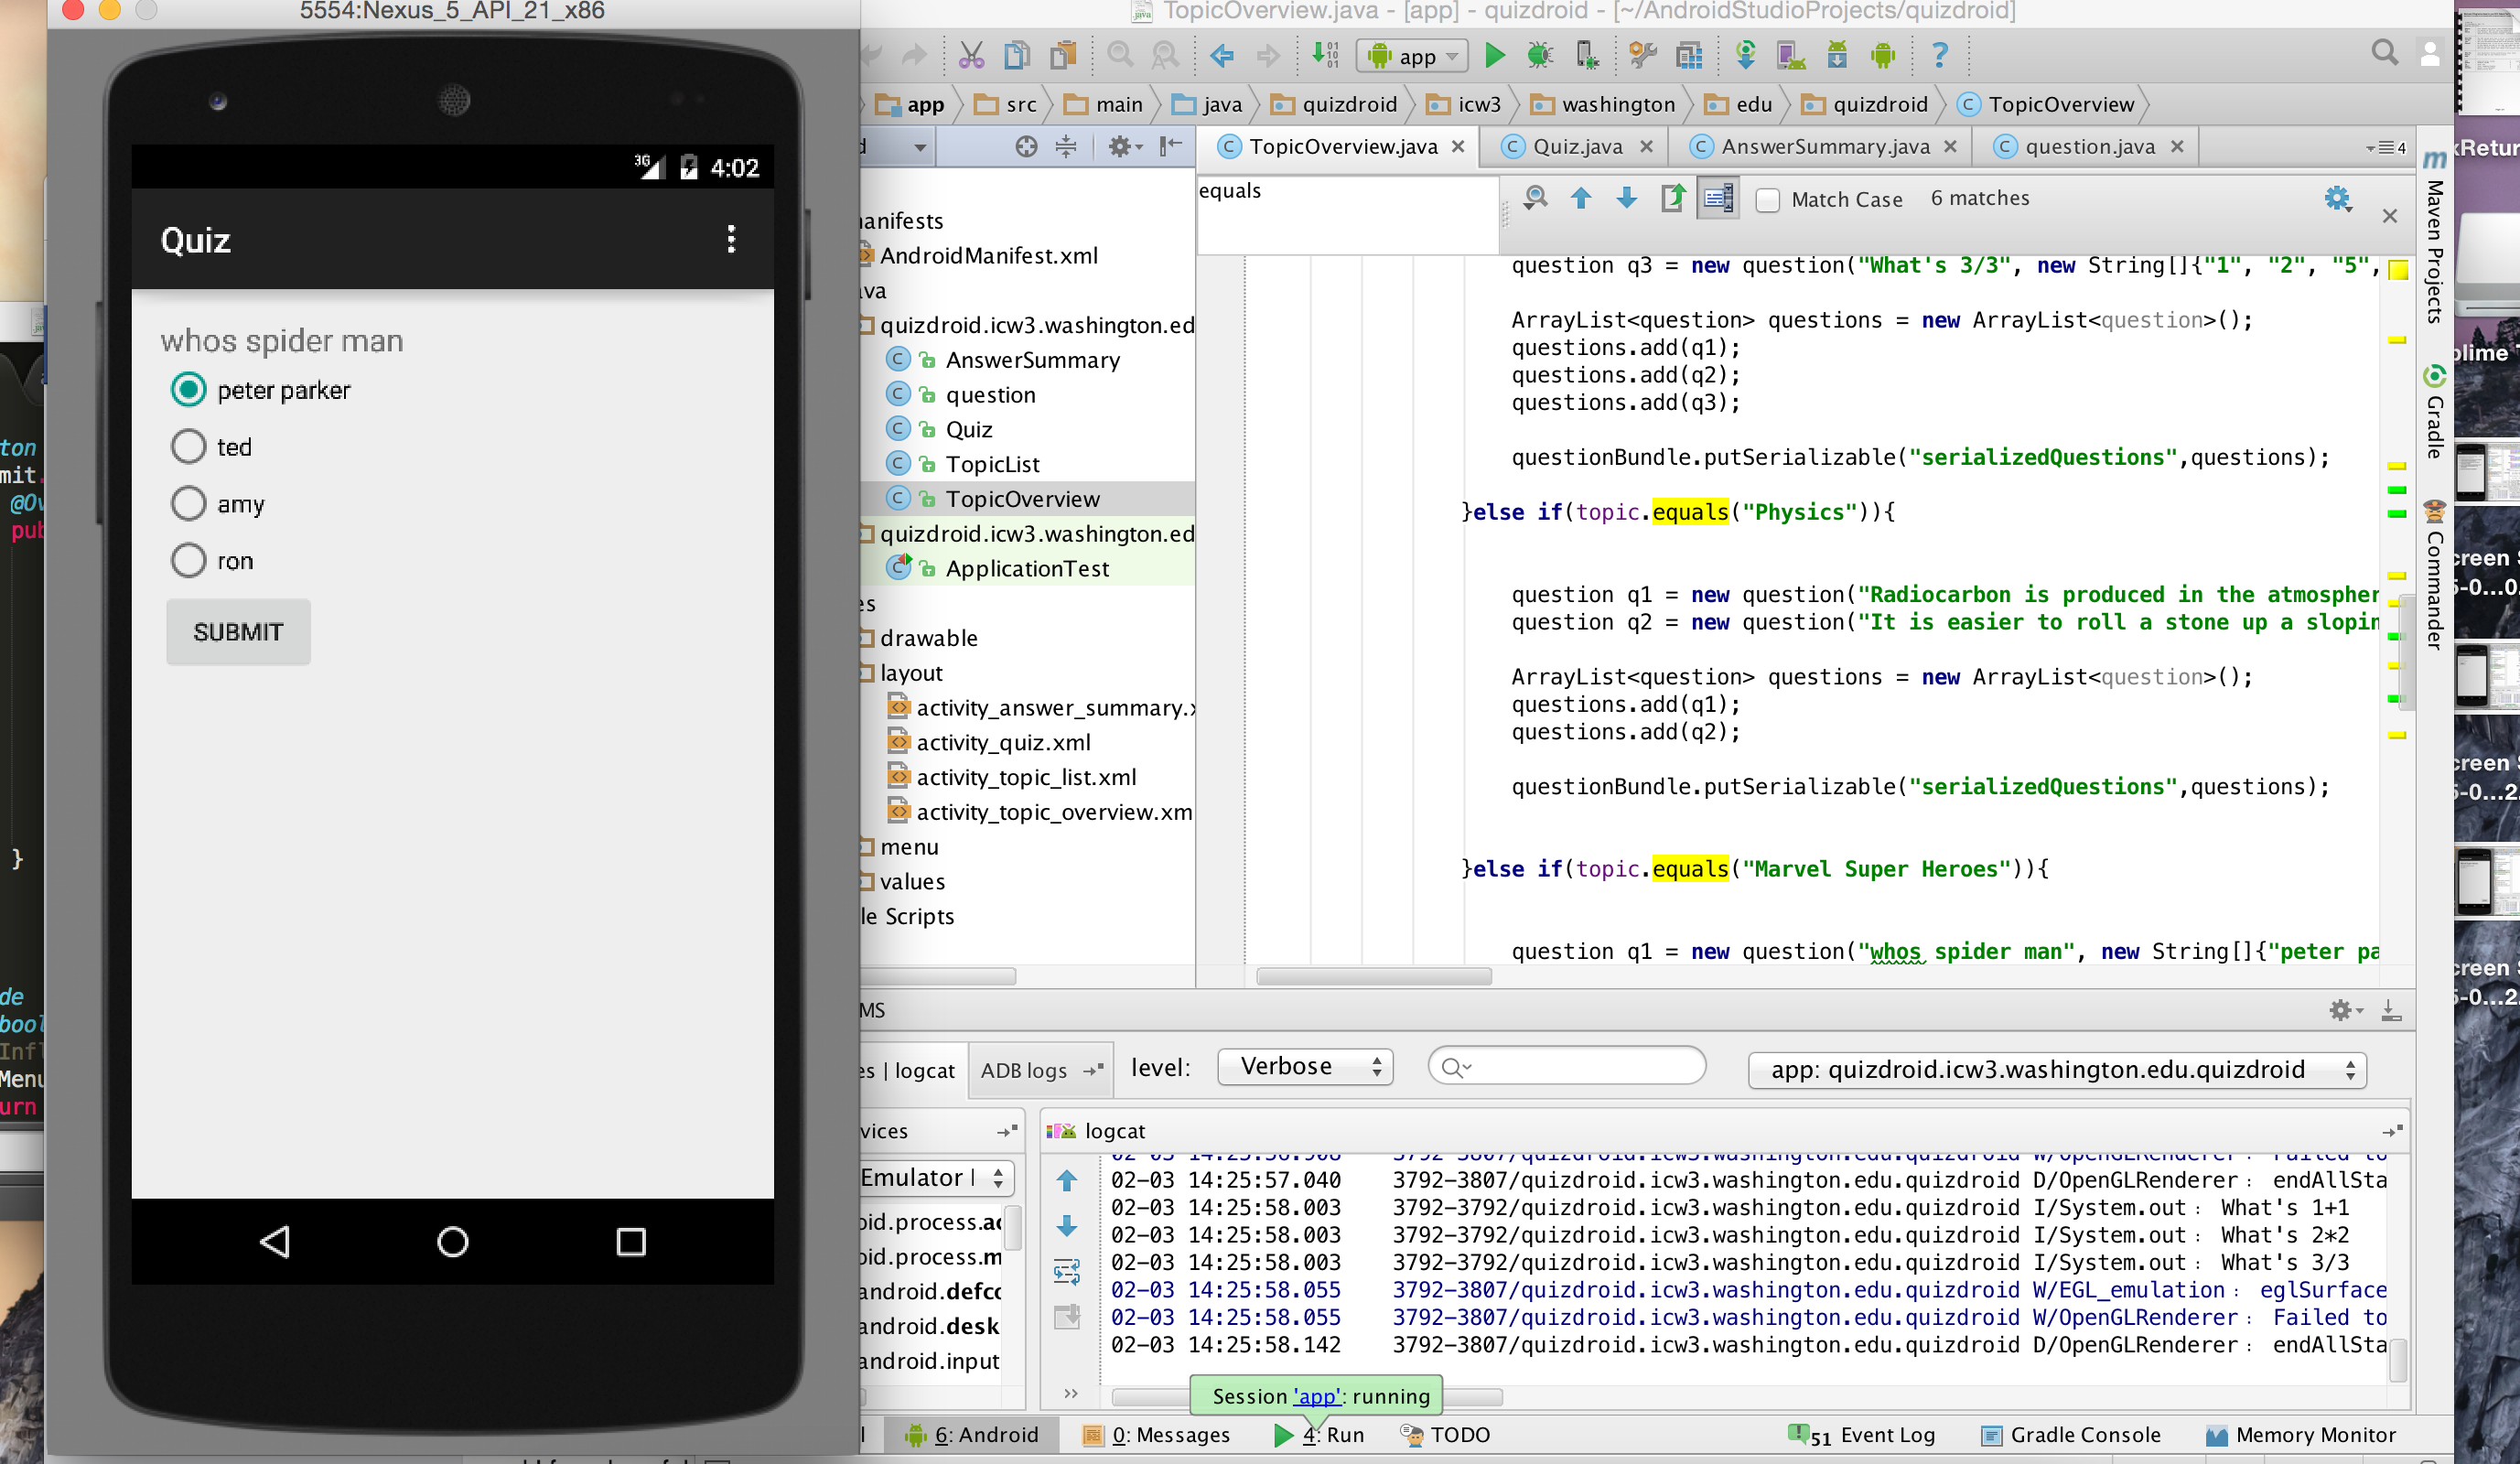 5554:Nexus_5_API_21_x86
3G 4:02
Quiz
whos spider man
peter parker
ted
amy
ron
SUBMIT
TopicOverview.java - [app] - quizdroid - [~/AndroidStudioProjects/quizdroid]
app
?
app src main java quizdroid icw3 washington edu quizdroid TopicOverview
TopicOverview.java Quiz.java AnswerSummary.java question.java 4
equals Match Case 6 matches
AndroidManifest.xml
quizdroid.icw3.washington.ed
AnswerSummary
question
Quiz
TopicList
TopicOverview
quizdroid.icw3.washington.ed
ApplicationTest
drawable
layout
activity_answer_summary.x
activity_quiz.xml
activity_topic_list.xml
activity_topic_overview.xm
menu
values
le Scripts
question q3 = new question("What's 3/3", new String[]{"1", "2", "5",
ArrayList<question> questions = new ArrayList<question>();
questions.add(q1);
questions.add(q2);
questions.add(q3);
questionBundle.putSerializable("serializedQuestions",questions);
}else if(topic.equals("Physics")){
question q1 = new question("Radiocarbon is produced in the atmospher
question q2 = new question("It is easier to roll a stone up a slopin
ArrayList<question> questions = new ArrayList<question>();
questions.add(q1);
questions.add(q2);
questionBundle.putSerializable("serializedQuestions",questions);
}else if(topic.equals("Marvel Super Heroes")){
question q1 = new question("whos spider man", new String[]{"peter pa
Maven Projects
Gradle
Commander
MS
es | logcat ADB logs level: Verbose app: quizdroid.icw3.washington.edu.quizdroid
vices
Emulator
oid.process.ac
oid.process.m
android.defco
android.desk
android.input
logcat
02-03 14:25:57.040 3792-3807/quizdroid.icw3.washington.edu.quizdroid D/OpenGLRenderer: endAllSta
02-03 14:25:58.003 3792-3792/quizdroid.icw3.washington.edu.quizdroid I/System.out: What's 1+1
02-03 14:25:58.003 3792-3792/quizdroid.icw3.washington.edu.quizdroid I/System.out: What's 2*2
02-03 14:25:58.003 3792-3792/quizdroid.icw3.washington.edu.quizdroid I/System.out: What's 3/3
02-03 14:25:58.055 3792-3807/quizdroid.icw3.washington.edu.quizdroid W/EGL_emulation: eglSurface
02-03 14:25:58.055 3792-3807/quizdroid.icw3.washington.edu.quizdroid W/OpenGLRenderer: Failed to
02-03 14:25:58.142 3792-3807/quizdroid.icw3.washington.edu.quizdroid D/OpenGLRenderer: endAllSta
Session 'app': running
6: Android 0: Messages 4: Run TODO 51 Event Log Gradle Console Memory Monitor